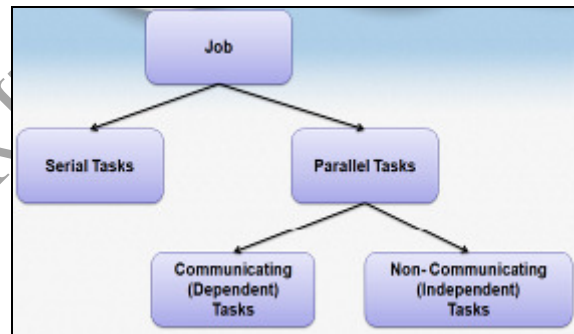 Job
Serial Tasks
Parallel Tasks
Communicating
(Dependent)
Tasks
Non- Communicating
(Independent)
Tasks